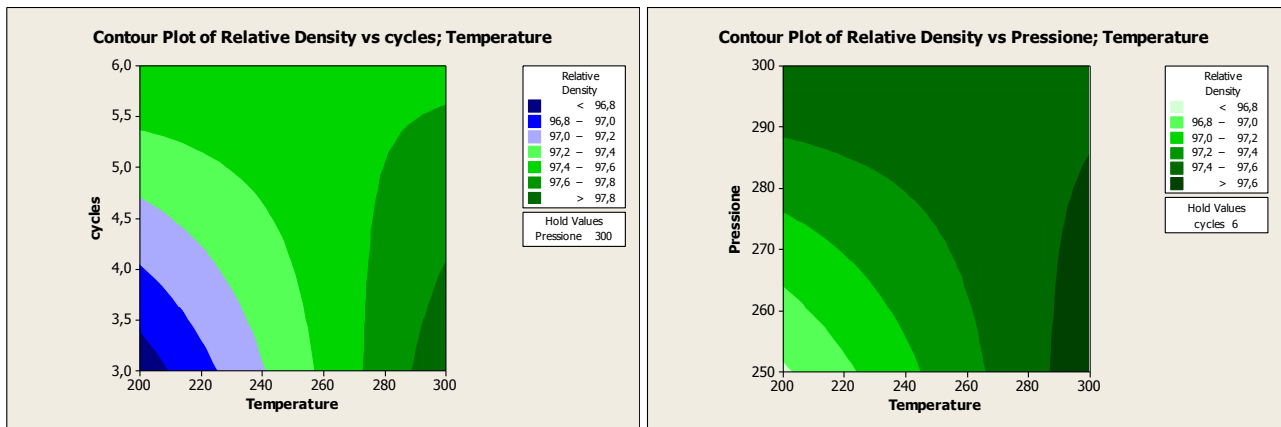 Contour Plot of Relative Density vs cycles; Temperature
6,0
5,5
5,0
4,5
4,0
3,5
3,0
cycles
200 220 240 260 280 300
Temperature
Relative
Density
< 96,8
96,8 – 97,0
97,0 – 97,2
97,2 – 97,4
97,4 – 97,6
97,6 – 97,8
> 97,8
Hold Values
Pressione 300
Contour Plot of Relative Density vs Pressione; Temperature
300
290
280
270
260
250
Pressione
200 220 240 260 280 300
Temperature
Relative
Density
< 96,8
96,8 – 97,0
97,0 – 97,2
97,2 – 97,4
97,4 – 97,6
> 97,6
Hold Values
cycles 6